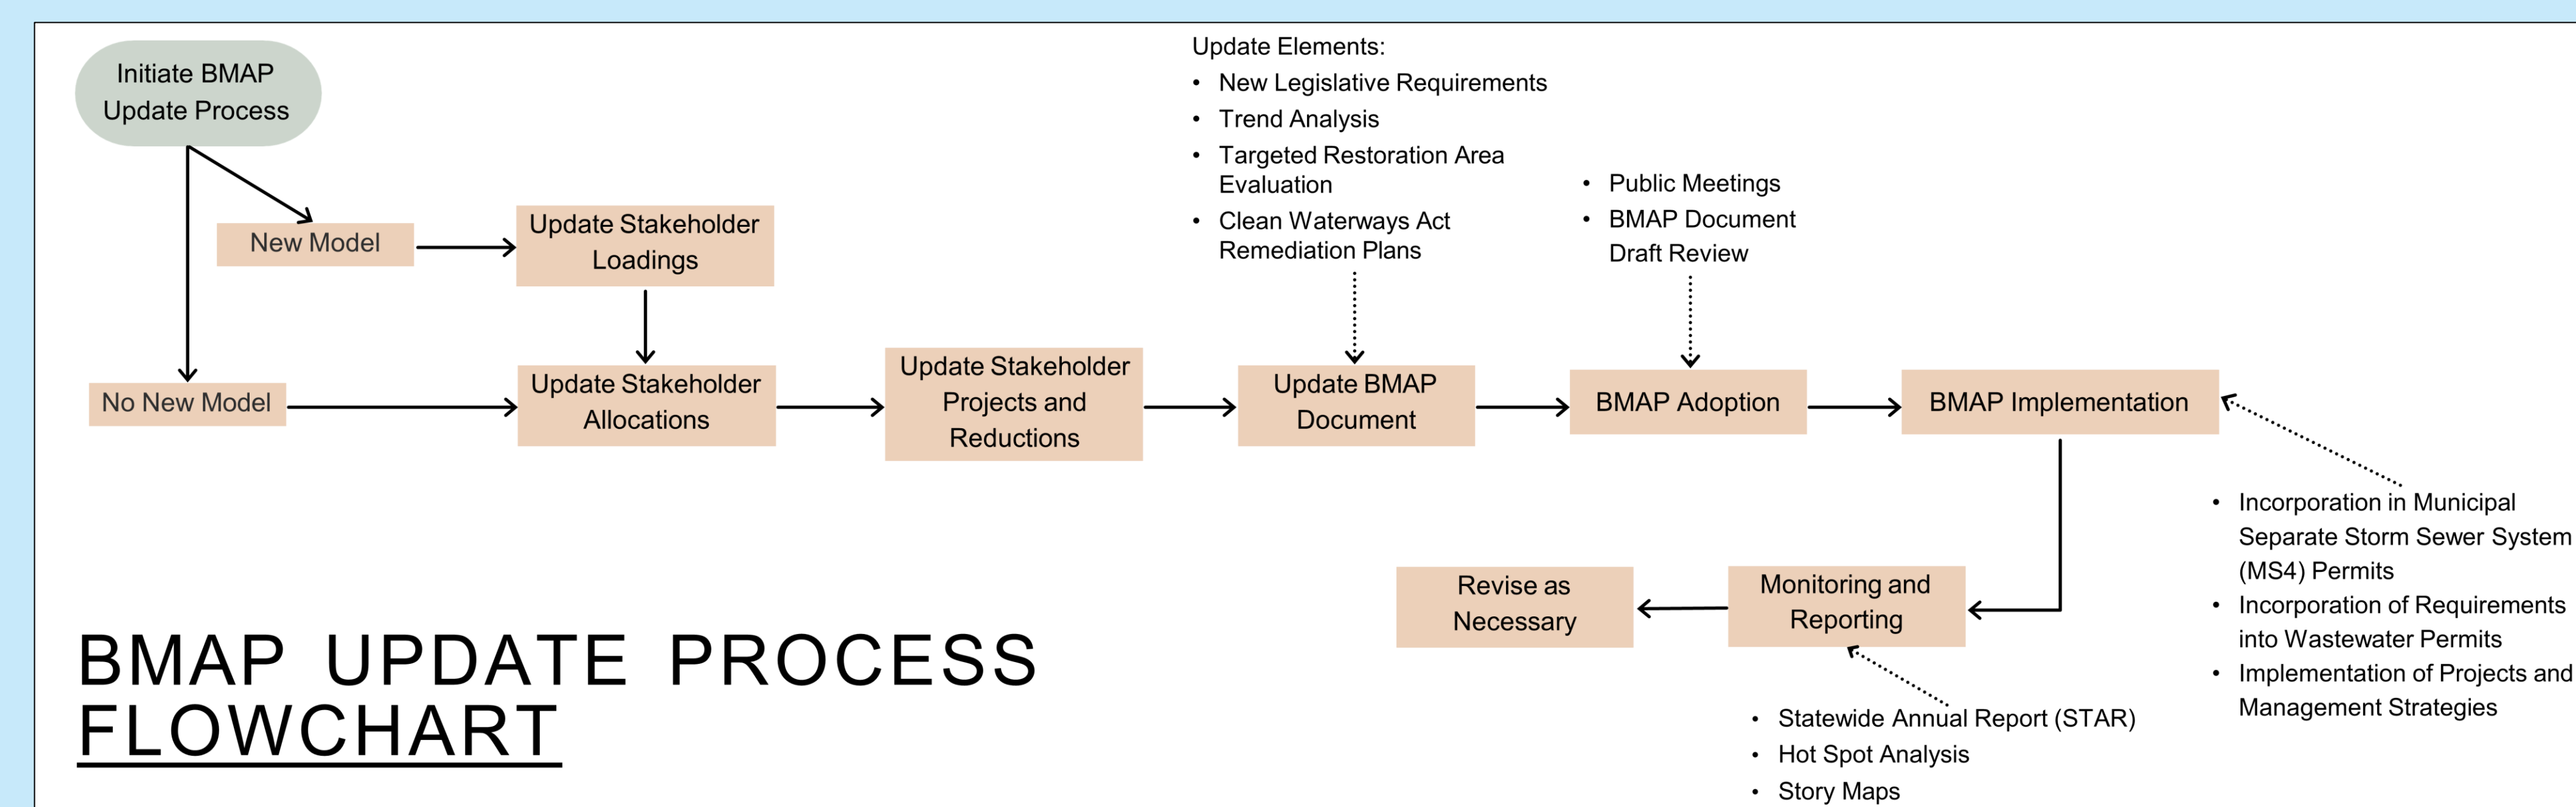 Initiate BMAP
Update Process
New Model
Update Stakeholder
Loadings
No New Model
Update Stakeholder
Allocations
Update Stakeholder
Projects and
Reductions
Update Elements:
• New Legislative Requirements
• Trend Analysis
• Targeted Restoration Area
Evaluation
• Clean Waterways Act
Remediation Plans
Update BMAP
Document
• Public Meetings
• BMAP Document
Draft Review
BMAP Adoption
BMAP Implementation
• Incorporation in Municipal
Separate Storm Sewer System
(MS4) Permits
• Incorporation of Requirements
into Wastewater Permits
• Implementation of Projects and
Management Strategies
Monitoring and
Reporting
• Statewide Annual Report (STAR)
• Hot Spot Analysis
• Story Maps
Revise as
Necessary
BMAP UPDATE PROCESS
FLOWCHART